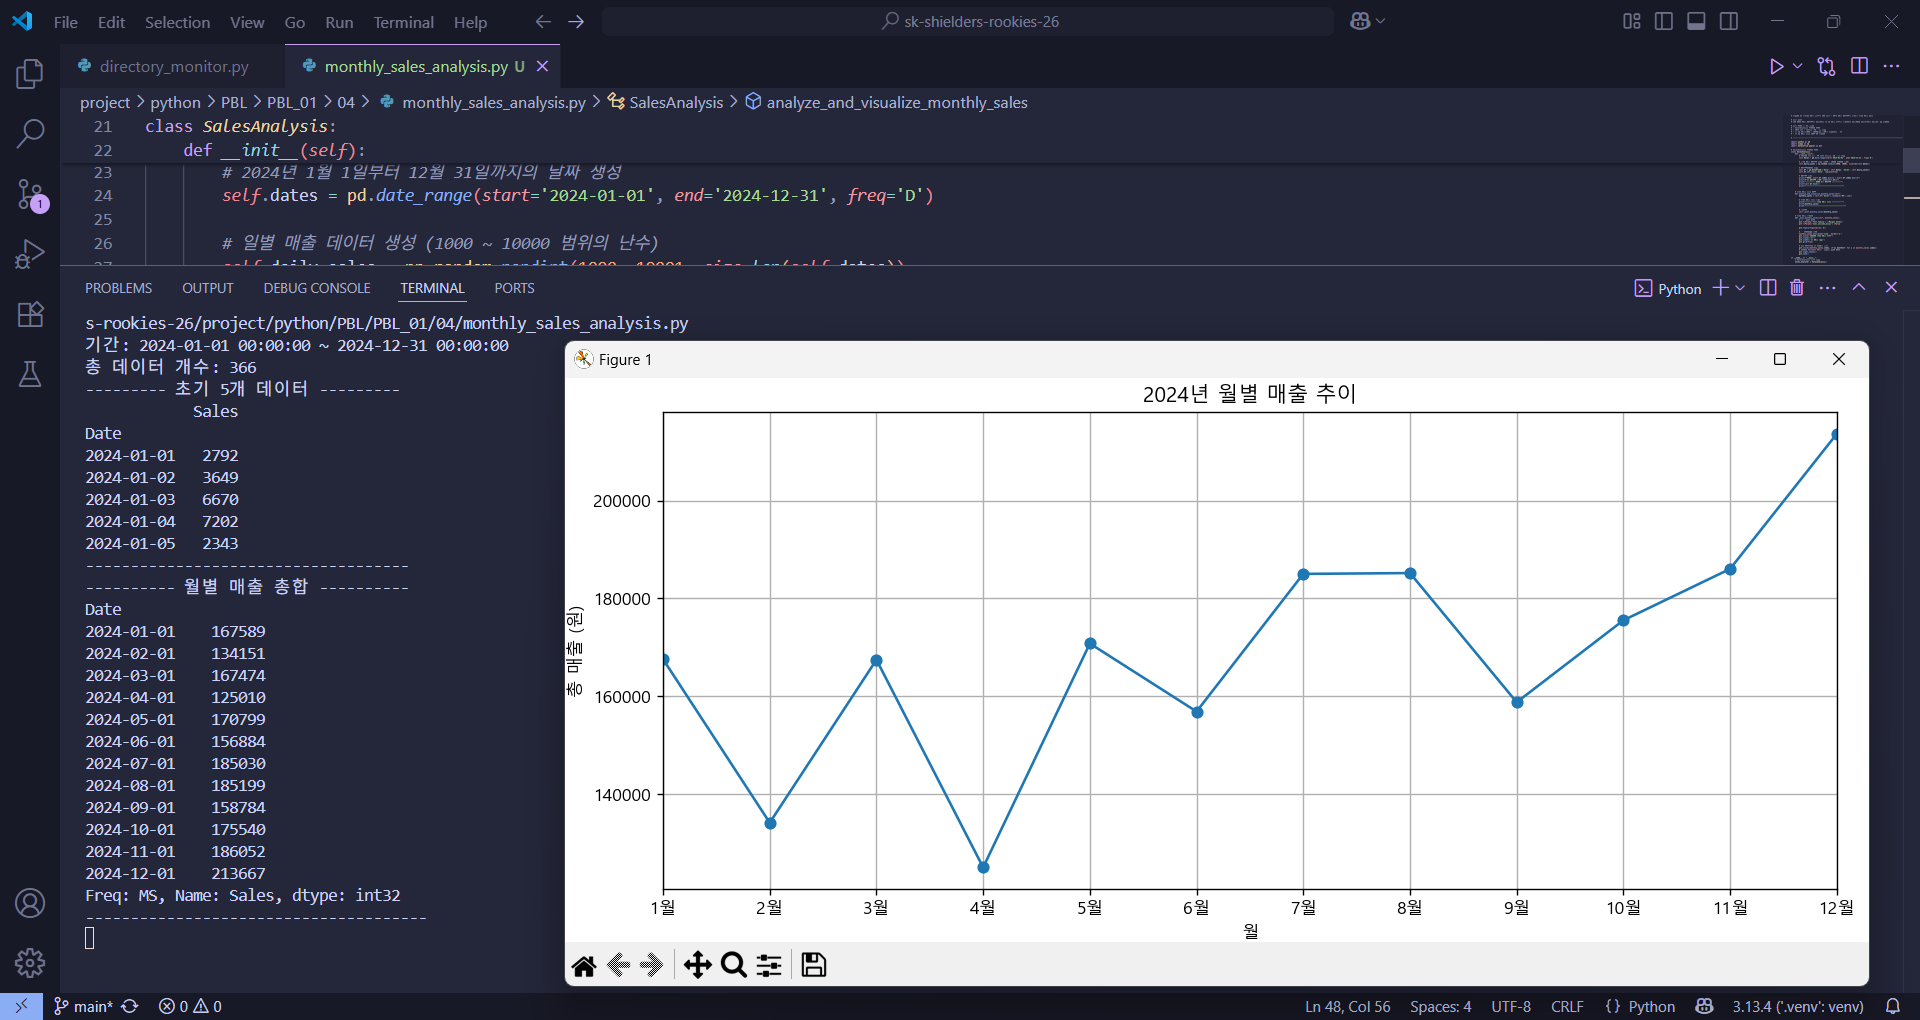 File Edit Selection View Go Run Terminal Help
sk-shielders-rookies-26
directory_monitor.py
monthly_sales_analysis.py U
project > python > PBL > PBL_01 > 04 > monthly_sales_analysis.py > SalesAnalysis > analyze_and_visualize_monthly_sales
21 class SalesAnalysis:
22 def __init__(self):
23 # 2024년 1월 1일부터 12월 31일까지의 날짜 생성
24 self.dates = pd.date_range(start='2024-01-01', end='2024-12-31', freq='D')
25
26 # 일별 매출 데이터 생성 (1000 ~ 10000 범위의 난수)
PROBLEMS OUTPUT DEBUG CONSOLE TERMINAL PORTS
Python
s-rookies-26/project/python/PBL/PBL_01/04/monthly_sales_analysis.py
기간: 2024-01-01 00:00:00 ~ 2024-12-31 00:00:00
총 데이터 개수: 366
--------- 초기 5개 데이터 ---------
Sales
Date
2024-01-01 2792
2024-01-02 3649
2024-01-03 6670
2024-01-04 7202
2024-01-05 2343
------------------------------------
---------- 월별 매출 총합 ----------
Date
2024-01-01 167589
2024-02-01 134151
2024-03-01 167474
2024-04-01 125010
2024-05-01 170799
2024-06-01 156884
2024-07-01 185030
2024-08-01 185199
2024-09-01 158784
2024-10-01 175540
2024-11-01 186052
2024-12-01 213667
Freq: MS, Name: Sales, dtype: int32
--------------------------------------
Figure 1
2024년 월별 매출 추이
총 매출 (원)
200000
180000
160000
140000
1월 2월 3월 4월 5월 6월 7월 8월 9월 10월 11월 12월
월
1
main* 0 0
Ln 48, Col 56 Spaces: 4 UTF-8 CRLF {} Python 3.13.4 ('.venv': venv)